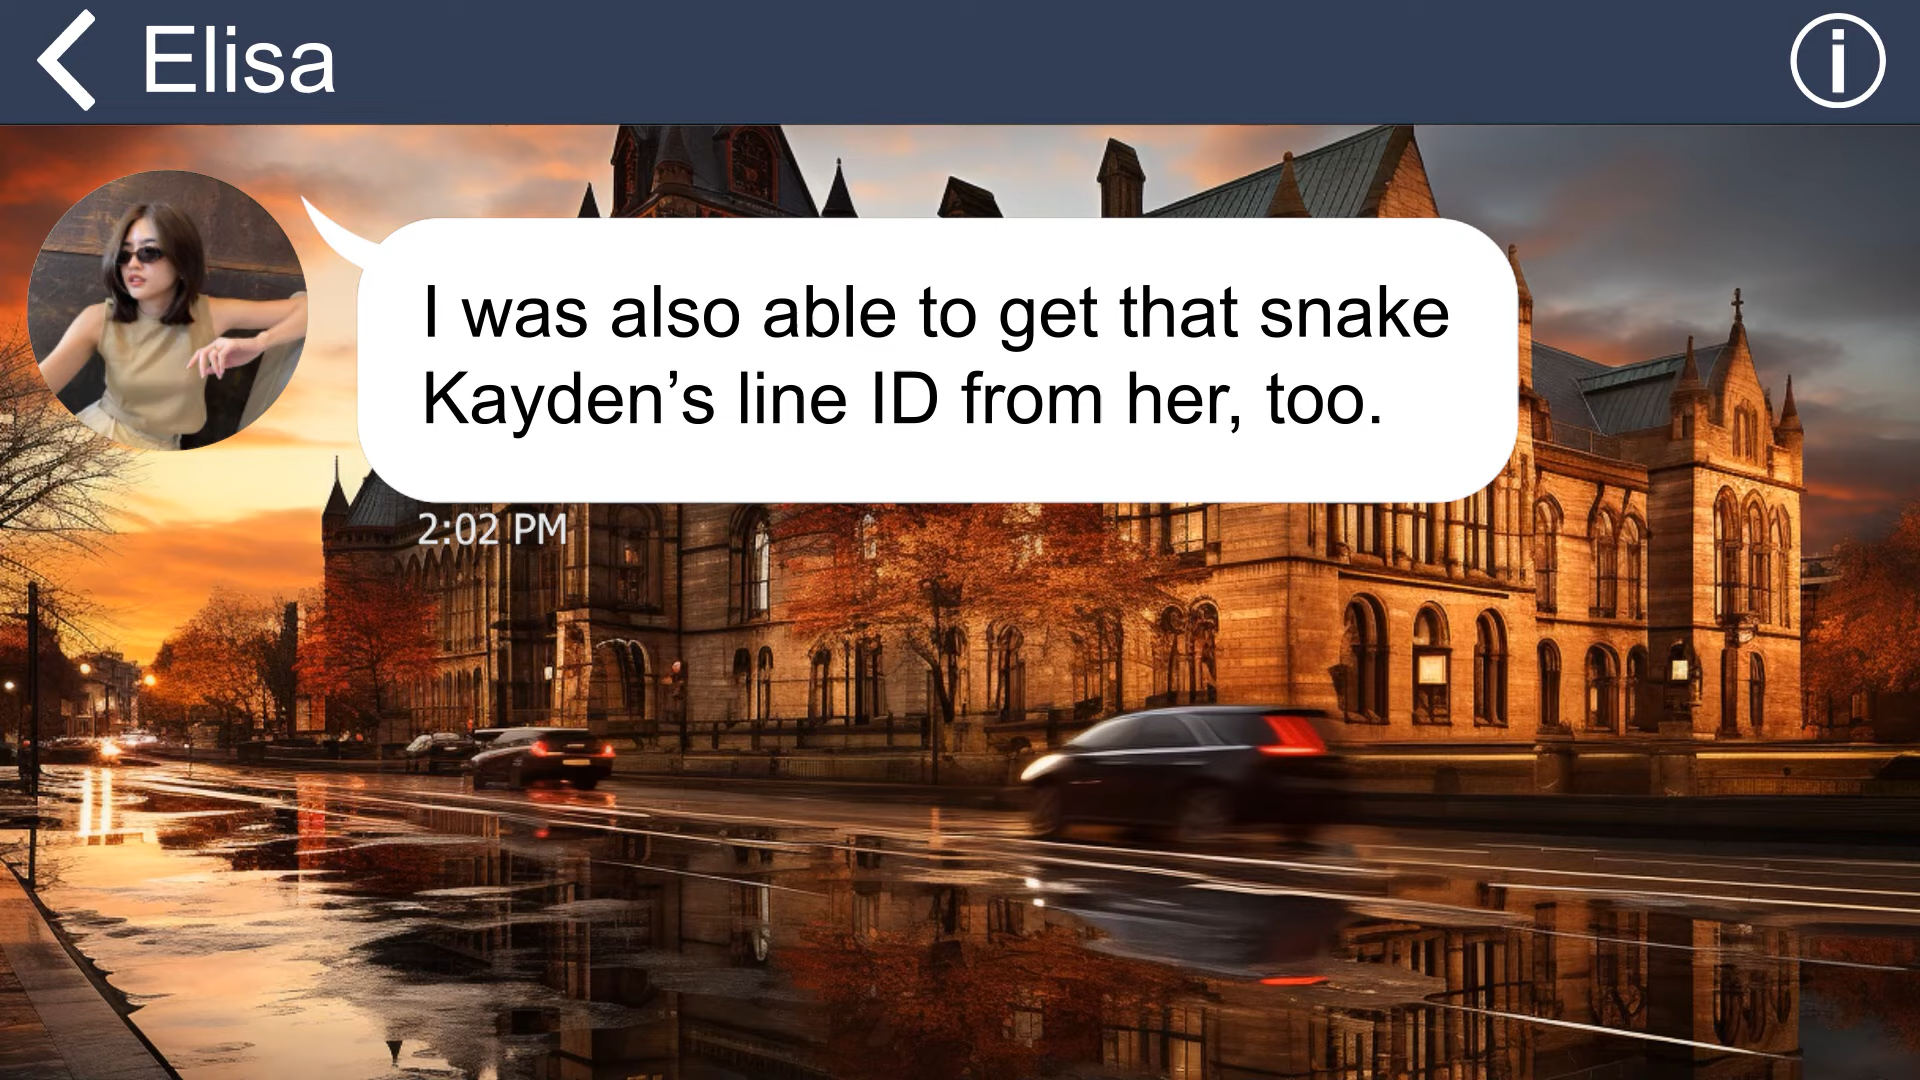 Elisa
I was also able to get that snake
Kayden’s line ID from her, too.
2:02 PM